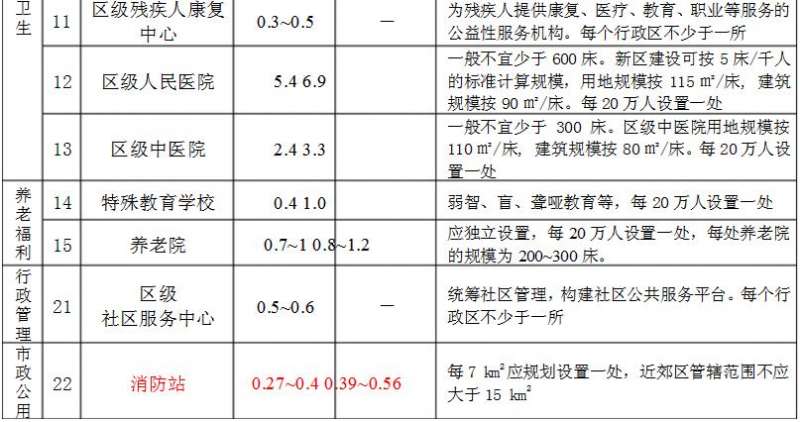 卫生
11 区级残疾人康复中心 0.3~0.5 — 为残疾人提供康复、医疗、教育、职业等服务的
公益性服务机构。每个行政区不少于一所
12 区级人民医院 5.4 6.9 一般不宜少于 600 床。新区建设可按 5 床/千人
的标准计算规模，用地规模按 115 ㎡/床, 建筑
规模按 90 ㎡/床。每 20 万人设置一处
13 区级中医院 2.4 3.3 一般不宜少于 300 床。区级中医院用地规模按
110 ㎡/床, 建筑规模按 80 ㎡/床。每 20 万人设
置一处
养老福利
14 特殊教育学校 0.4 1.0 弱智、盲、聋哑教育等，每 20 万人设置一处
15 养老院 0.7~1 0.8~1.2 应独立设置，每 20 万人设置一处，每处养老院
的规模为 200~300 床。
行政管理
21 区级
社区服务中心 0.5~0.6 — 统筹社区管理，构建社区公共服务平台。每个行
政区不少于一所
市政公用
22 消防站 0.27~0.4 0.39~0.56 每 7 k㎡应规划设置一处，近郊区管辖范围不应
大于 15 k㎡